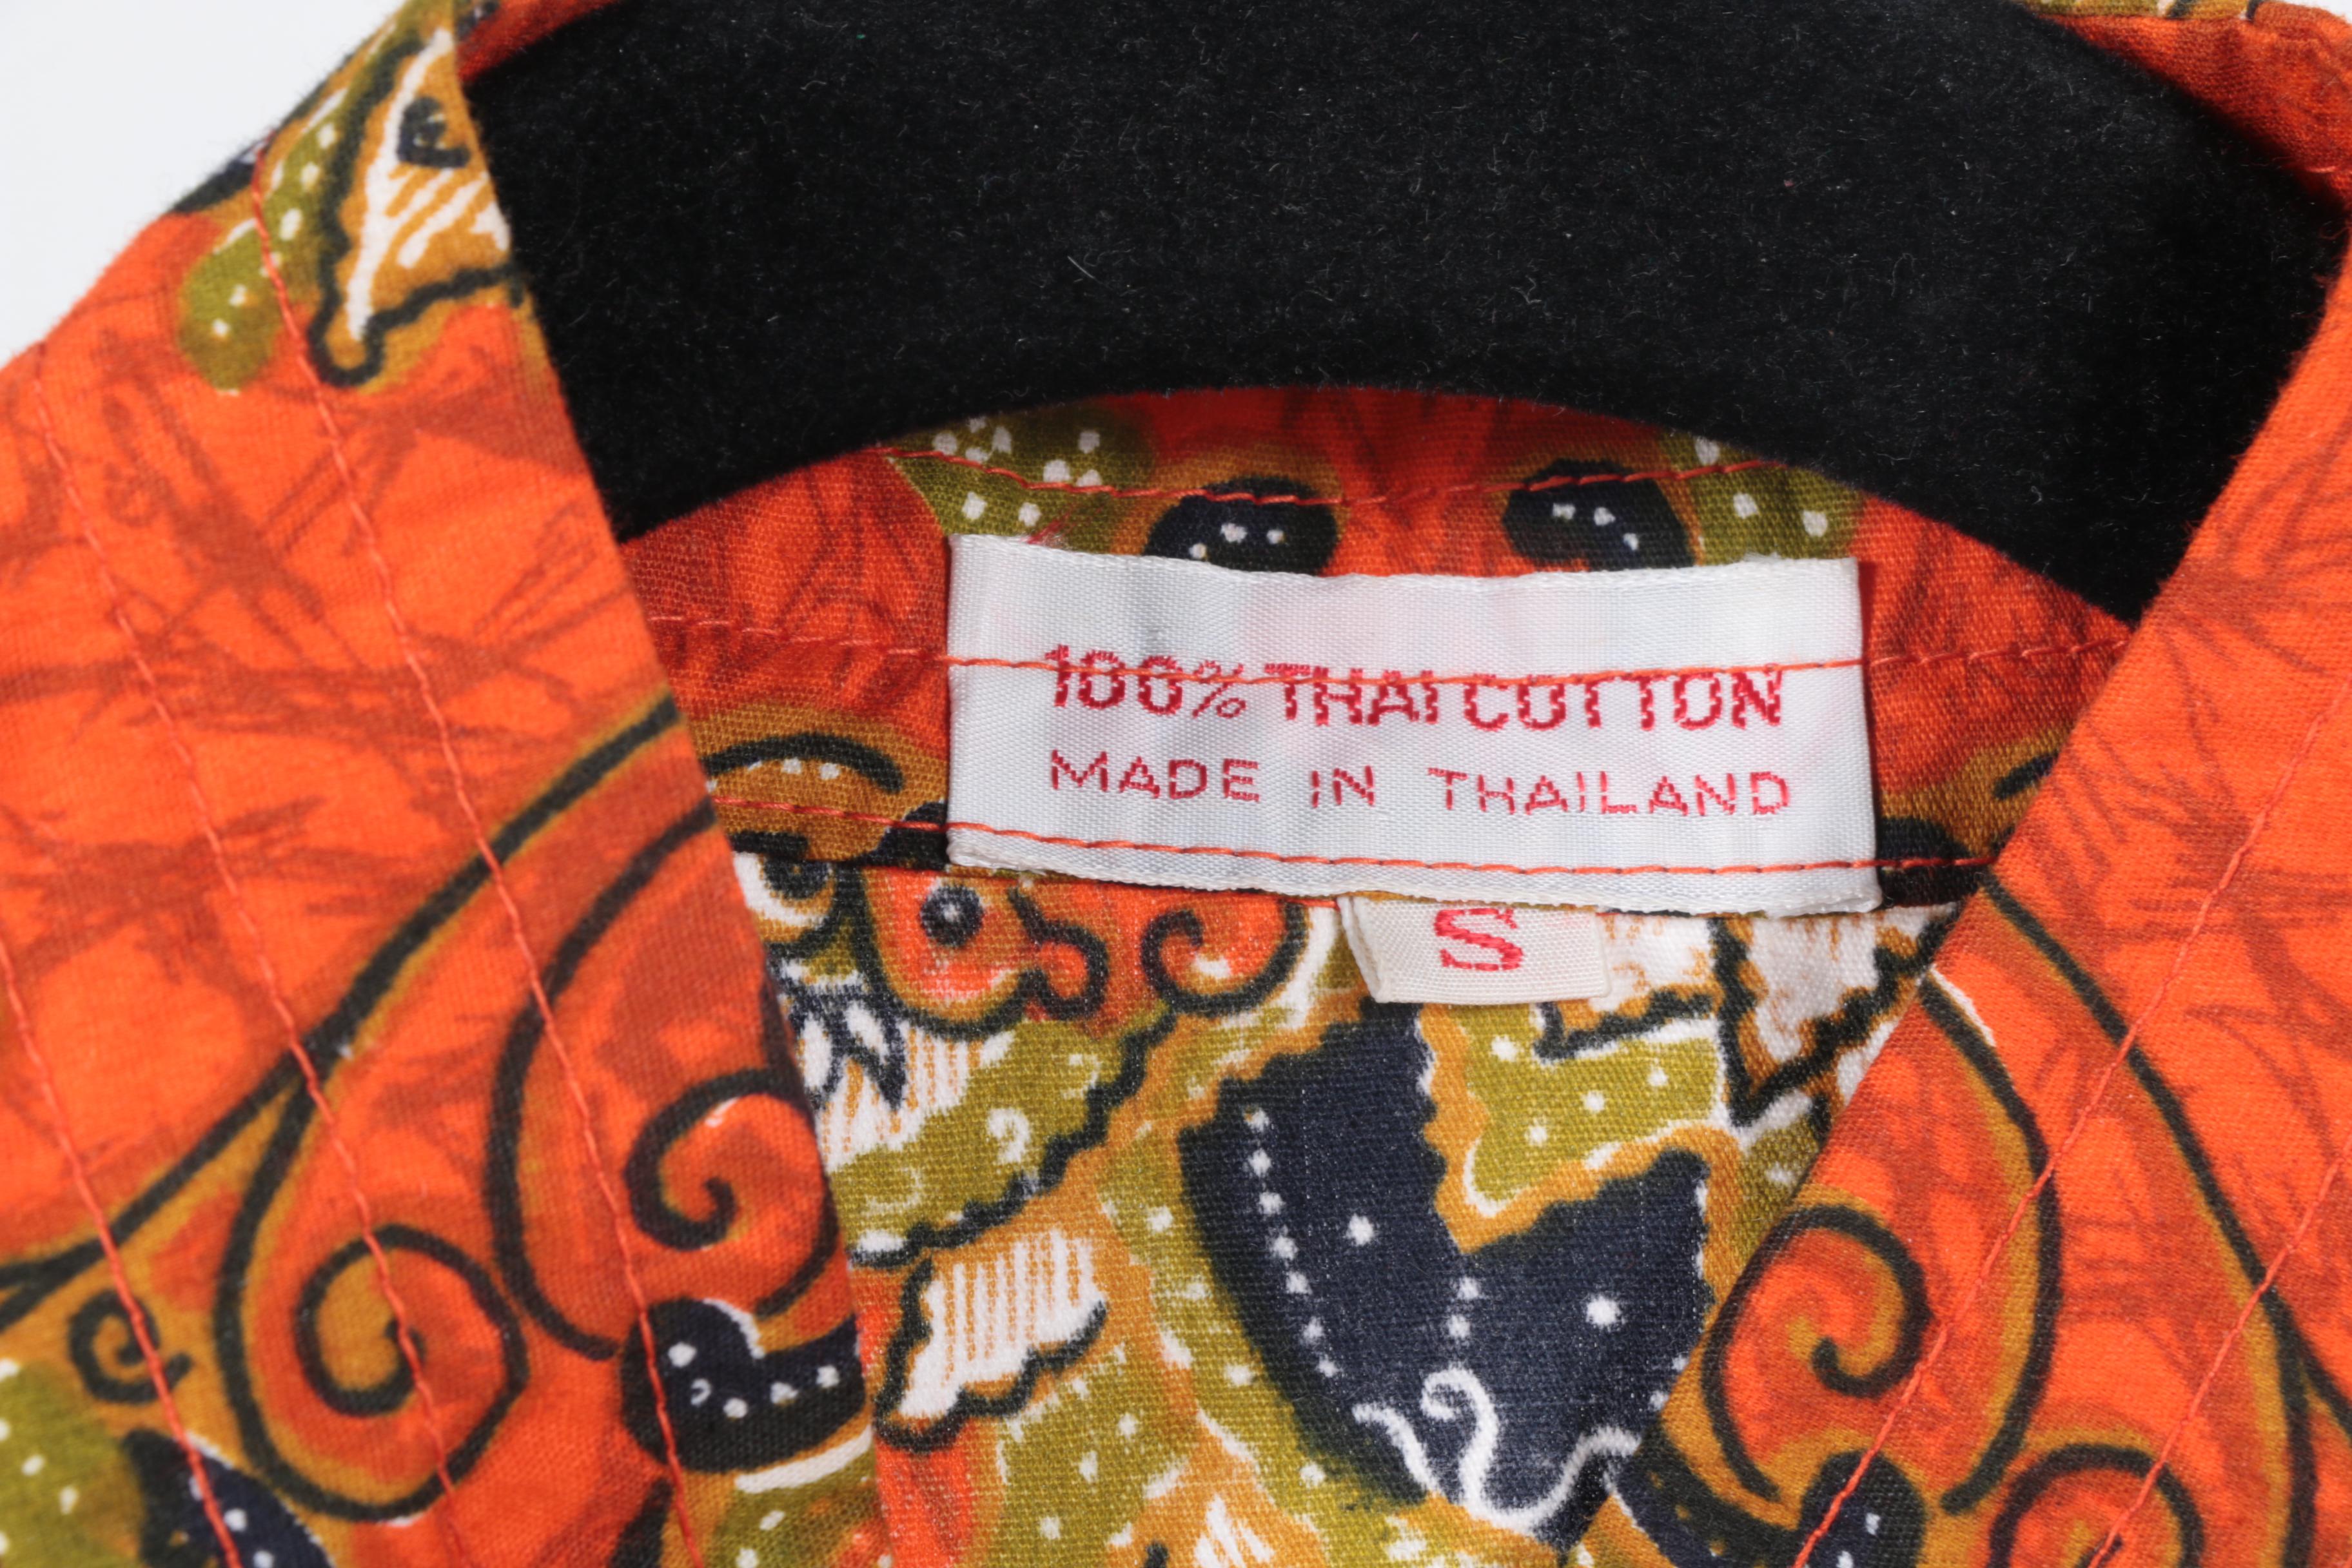 100% THAI COTTON
MADE IN THAILAND
S